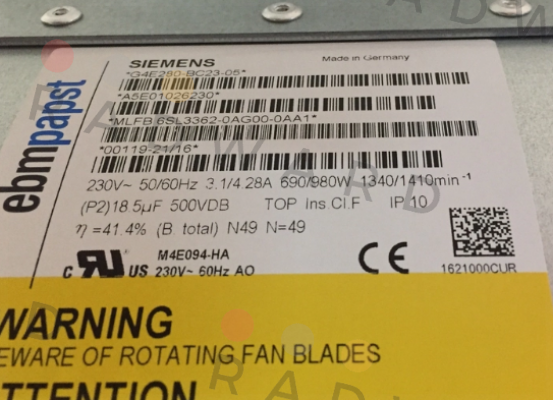 ebmpapst
SIEMENS
Made in Germany
*G4E280-BC23-05*
*A5E01026230*
*MLFB 6SL3362-0AG00-0AA1*
*00119-21/16*
230V~ 50/60Hz 3.1/4.28A 690/980W 1340/1410min⁻¹
(P2) 18.5µF 500VDB TOP Ins Cl.F IP 10
η =41.4% (B. total) N49 N=49
M4E094-HA
C RU US 230V~ 60Hz AO
CE
1621000CUR
WARNING
EWARE OF ROTATING FAN BLADES
TTENTION